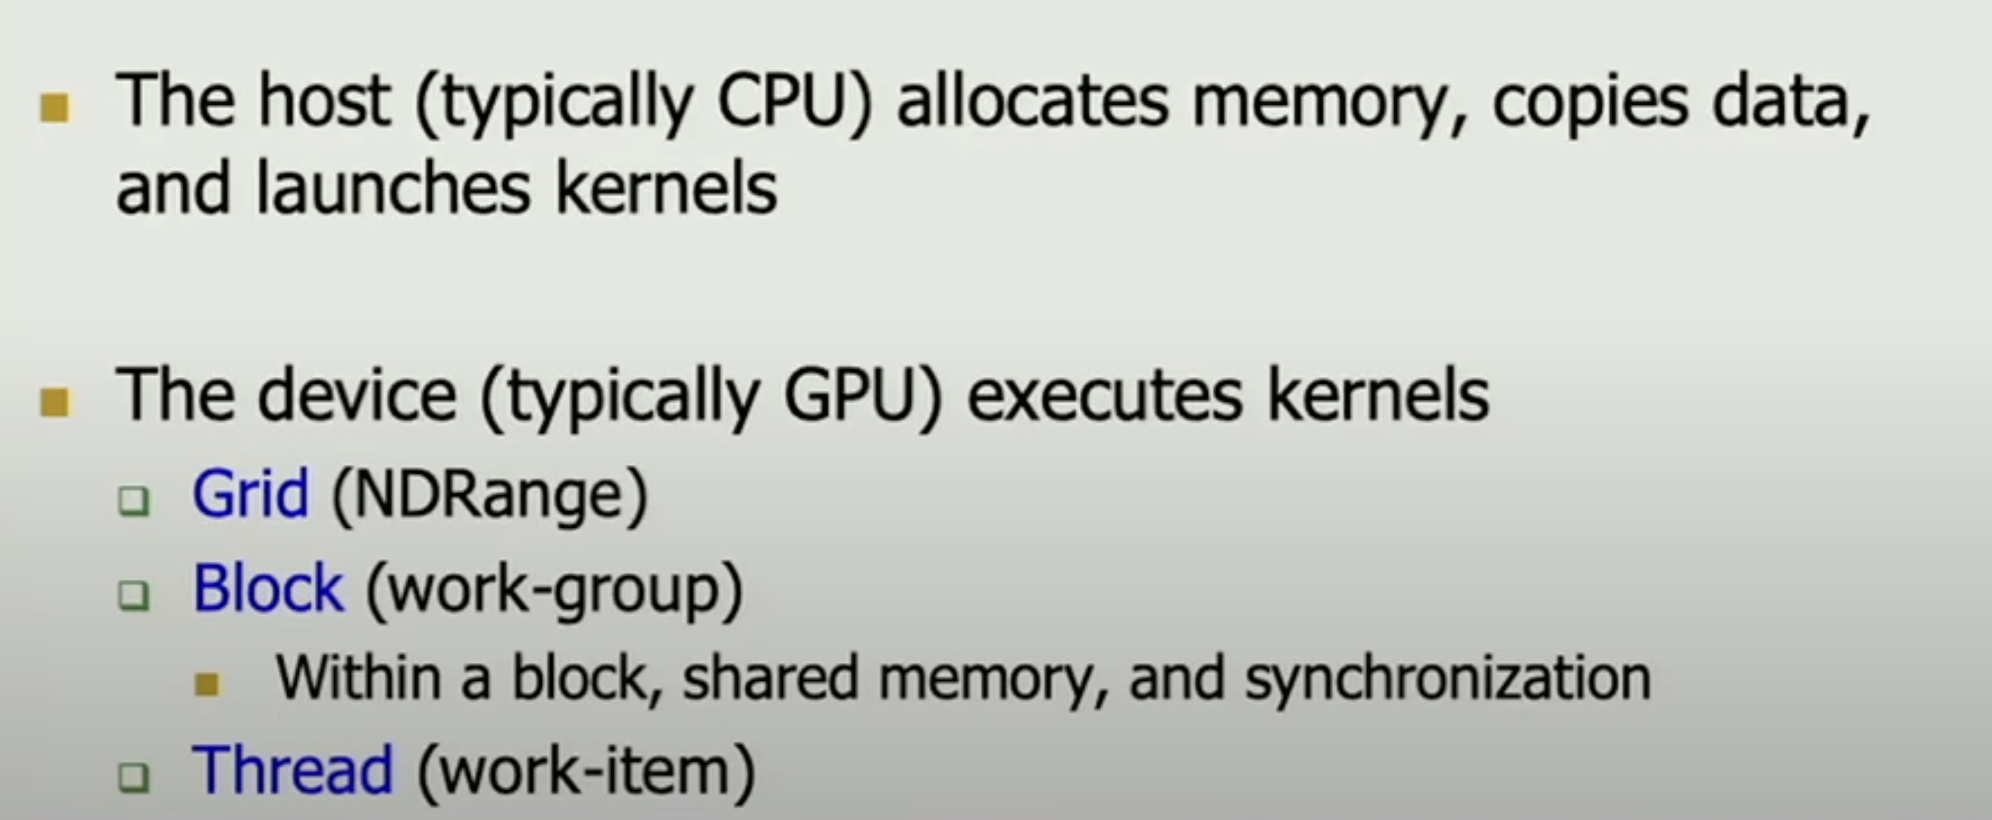 The host (typically CPU) allocates memory, copies data,
and launches kernels
The device (typically GPU) executes kernels
Grid (NDRange)
Block (work-group)
Within a block, shared memory, and synchronization
Thread (work-item)